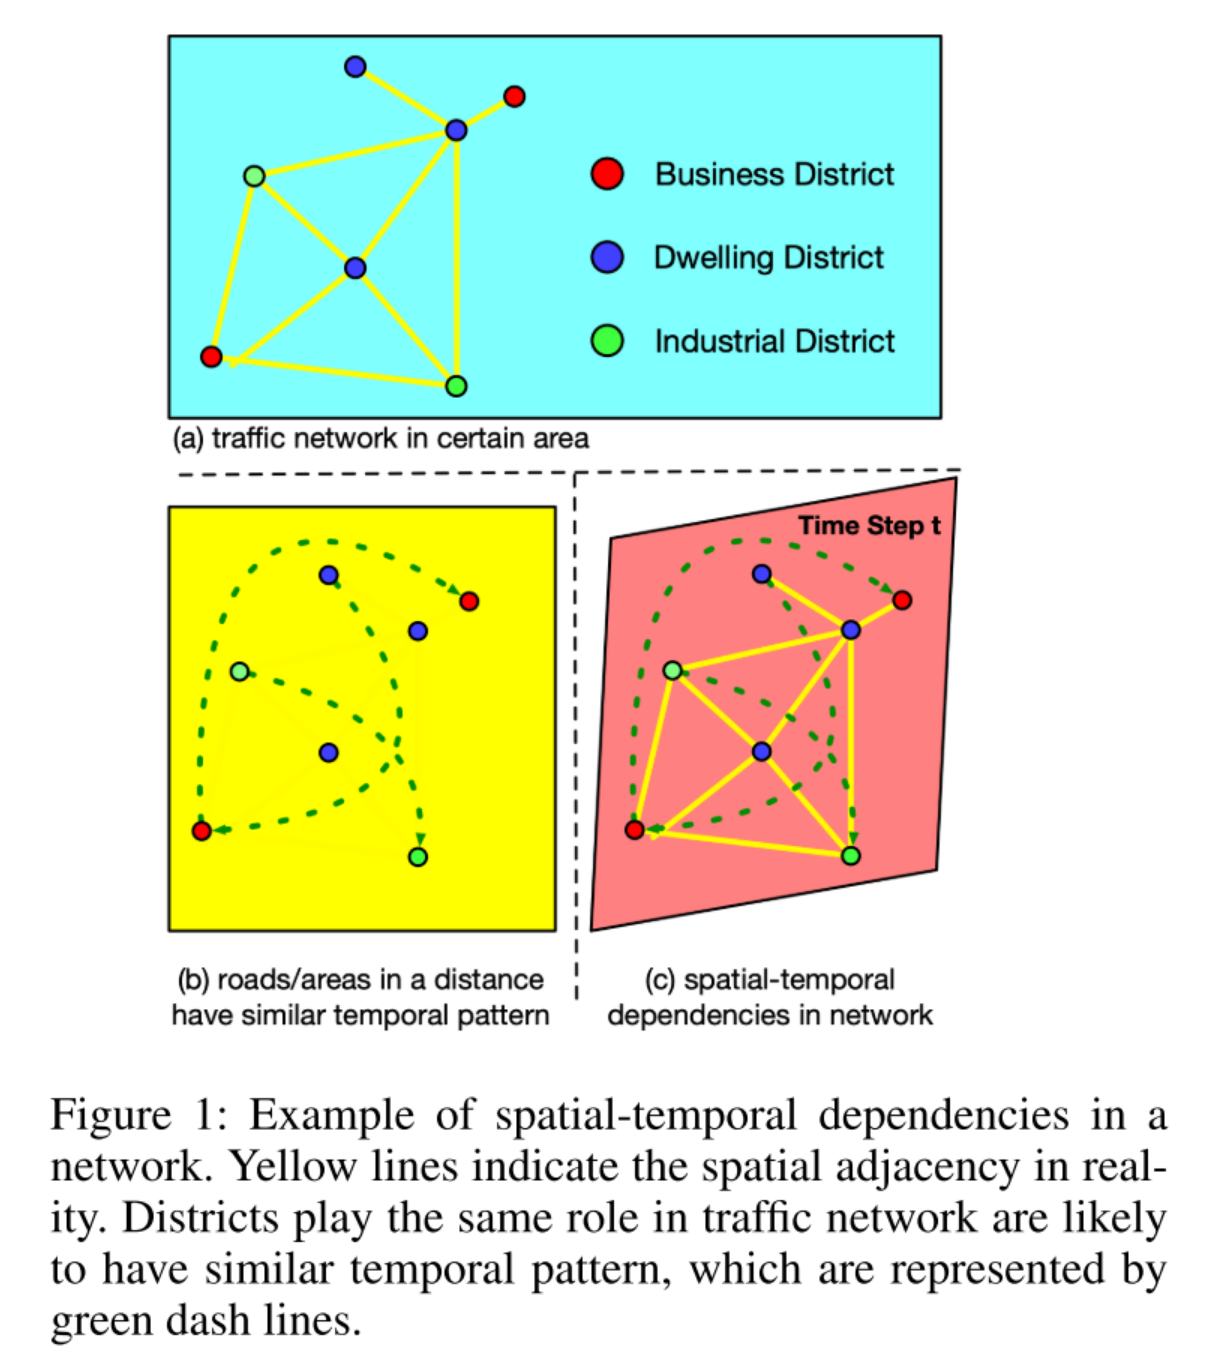 Business District
Dwelling District
Industrial District
(a) traffic network in certain area
Time Step t
(b) roads/areas in a distance
have similar temporal pattern
(c) spatial-temporal
dependencies in network
Figure 1: Example of spatial-temporal dependencies in a
network. Yellow lines indicate the spatial adjacency in real-
ity. Districts play the same role in traffic network are likely
to have similar temporal pattern, which are represented by
green dash lines.